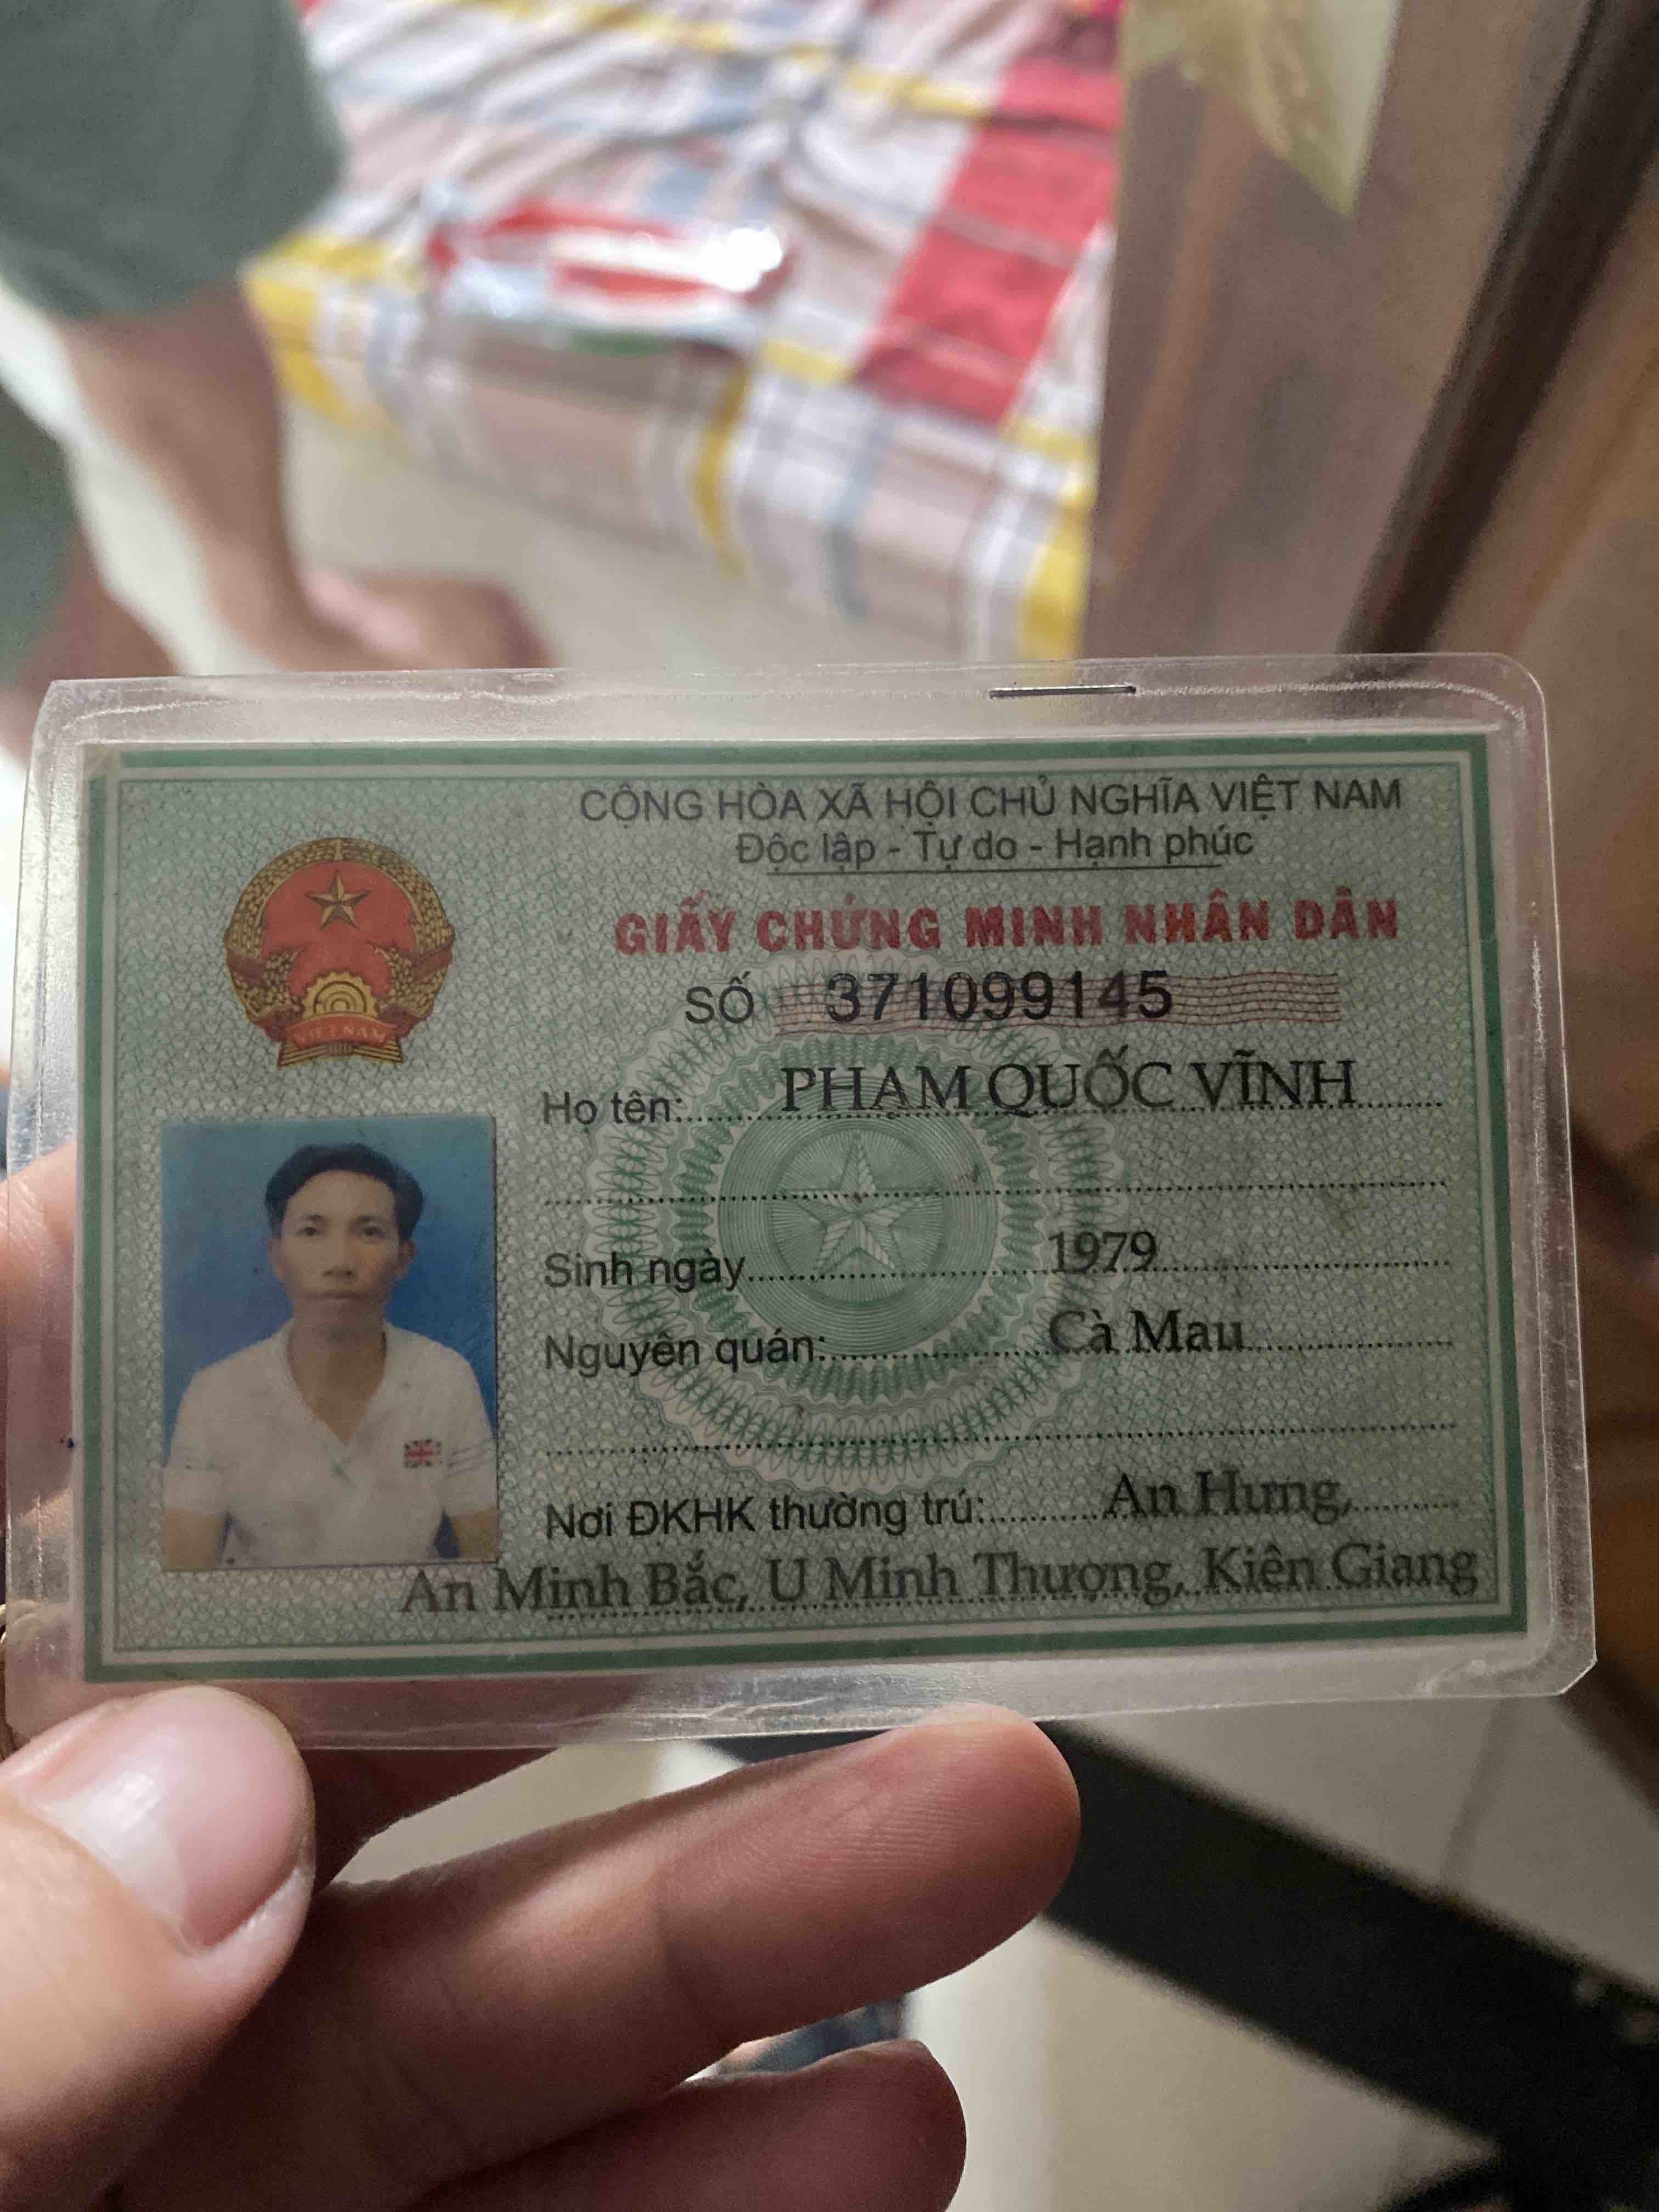 CỘNG HÒA XÃ HỘI CHỦ NGHĨA VIỆT NAM
Độc lập - Tự do - Hạnh phúc
GIẤY CHỨNG MINH NHÂN DÂN
SỐ 371099145
VIỆT NAM
Họ tên: PHẠM QUỐC VĨNH
Sinh ngày 1979
Nguyên quán: Cà Mau
Nơi ĐKHK thường trú: An Hưng,
An Minh Bắc, U Minh Thượng, Kiên Giang